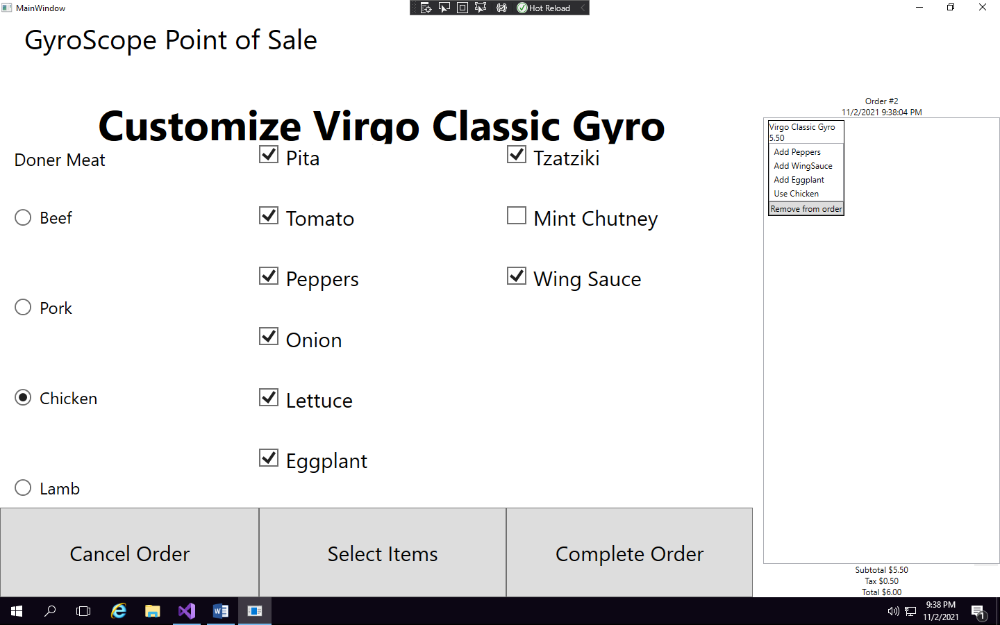 MainWindow
Hot Reload
GyroScope Point of Sale
Customize Virgo Classic Gyro
Doner Meat
Beef
Pork
Chicken
Lamb
Pita
Tomato
Peppers
Onion
Lettuce
Eggplant
Tzatziki
Mint Chutney
Wing Sauce
Cancel Order
Select Items
Complete Order
Order #2
11/2/2021 9:38:04 PM
Virgo Classic Gyro
5.50
Add Peppers
Add WingSauce
Add Eggplant
Use Chicken
Remove from order
Subtotal $5.50
Tax $0.50
Total $6.00
9:38 PM
11/2/2021
1